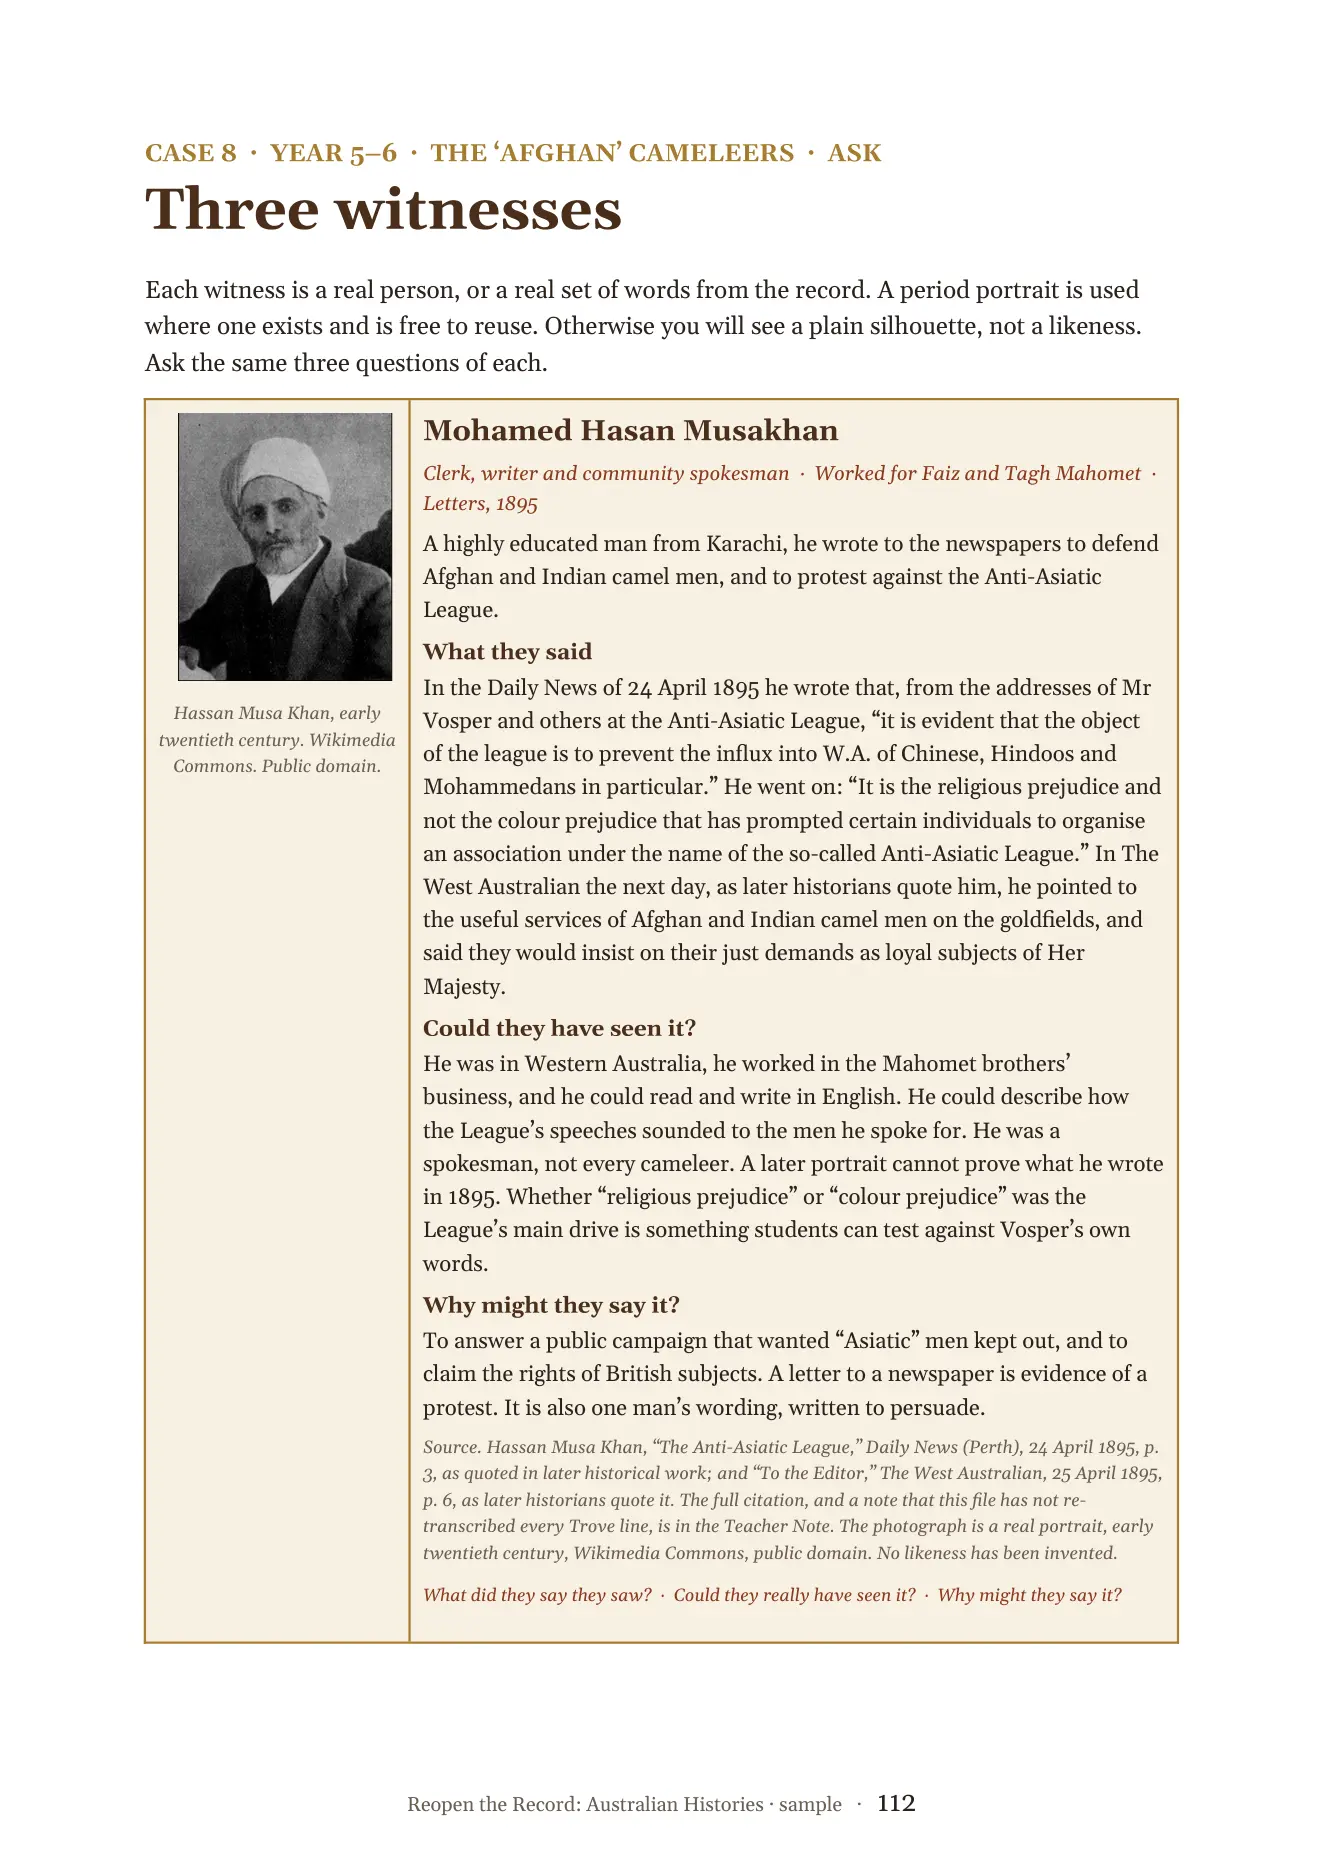 CASE 8 · YEAR 5–6 · THE ‘AFGHAN’ CAMELEERS · ASK
Three witnesses
Each witness is a real person, or a real set of words from the record. A period portrait is used
where one exists and is free to reuse. Otherwise you will see a plain silhouette, not a likeness.
Ask the same three questions of each.
Hassan Musa Khan, early
twentieth century. Wikimedia
Commons. Public domain.
Mohamed Hasan Musakhan
Clerk, writer and community spokesman · Worked for Faiz and Tagh Mahomet ·
Letters, 1895
A highly educated man from Karachi, he wrote to the newspapers to defend
Afghan and Indian camel men, and to protest against the Anti-Asiatic
League.
What they said
In the Daily News of 24 April 1895 he wrote that, from the addresses of Mr
Vosper and others at the Anti-Asiatic League, “it is evident that the object
of the league is to prevent the influx into W.A. of Chinese, Hindoos and
Mohammedans in particular.” He went on: “It is the religious prejudice and
not the colour prejudice that has prompted certain individuals to organise
an association under the name of the so-called Anti-Asiatic League.” In The
West Australian the next day, as later historians quote him, he pointed to
the useful services of Afghan and Indian camel men on the goldfields, and
said they would insist on their just demands as loyal subjects of Her
Majesty.
Could they have seen it?
He was in Western Australia, he worked in the Mahomet brothers’
business, and he could read and write in English. He could describe how
the League’s speeches sounded to the men he spoke for. He was a
spokesman, not every cameleer. A later portrait cannot prove what he wrote
in 1895. Whether “religious prejudice” or “colour prejudice” was the
League’s main drive is something students can test against Vosper’s own
words.
Why might they say it?
To answer a public campaign that wanted “Asiatic” men kept out, and to
claim the rights of British subjects. A letter to a newspaper is evidence of a
protest. It is also one man’s wording, written to persuade.
Source. Hassan Musa Khan, “The Anti-Asiatic League,” Daily News (Perth), 24 April 1895, p.
3, as quoted in later historical work; and “To the Editor,” The West Australian, 25 April 1895,
p. 6, as later historians quote it. The full citation, and a note that this file has not re-
transcribed every Trove line, is in the Teacher Note. The photograph is a real portrait, early
twentieth century, Wikimedia Commons, public domain. No likeness has been invented.
What did they say they saw? · Could they really have seen it? · Why might they say it?
Reopen the Record: Australian Histories · sample · 112